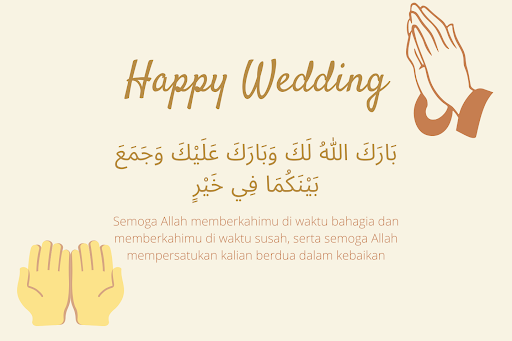 Happy Wedding
بَارَكَ اللهُ لَكَ وَبَارَكَ عَلَيْكَ وَجَمَعَ
بَيْنَكُمَا فِي خَيْرٍ
Semoga Allah memberkahimu di waktu bahagia dan
memberkahimu di waktu susah, serta semoga Allah
mempersatukan kalian berdua dalam kebaikan